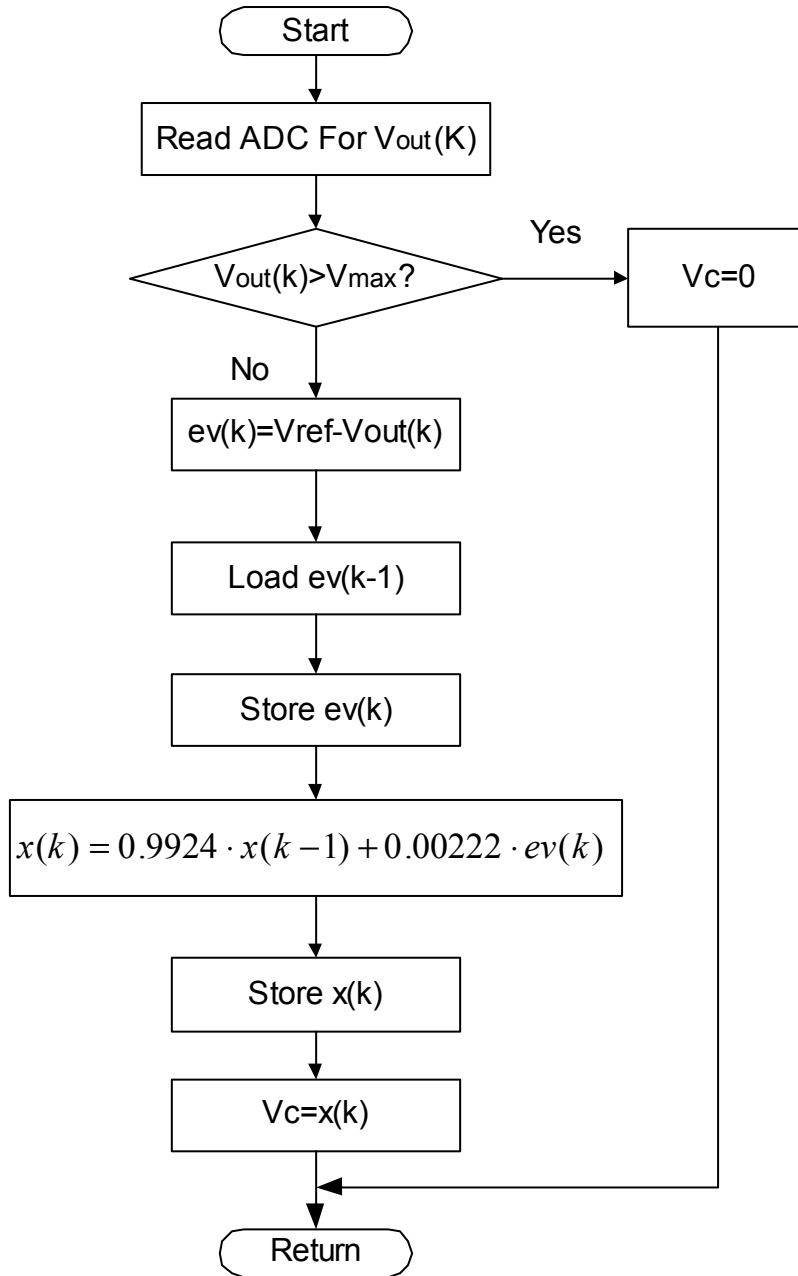 Start
Read ADC For Vout(K)
Vout(k)>Vmax?
Yes
Vc=0
No
ev(k)=Vref-Vout(k)
Load ev(k-1)
Store ev(k)
x(k) = 0.9924 · x(k −1) + 0.00222 · ev(k)
Store x(k)
Vc=x(k)
Return